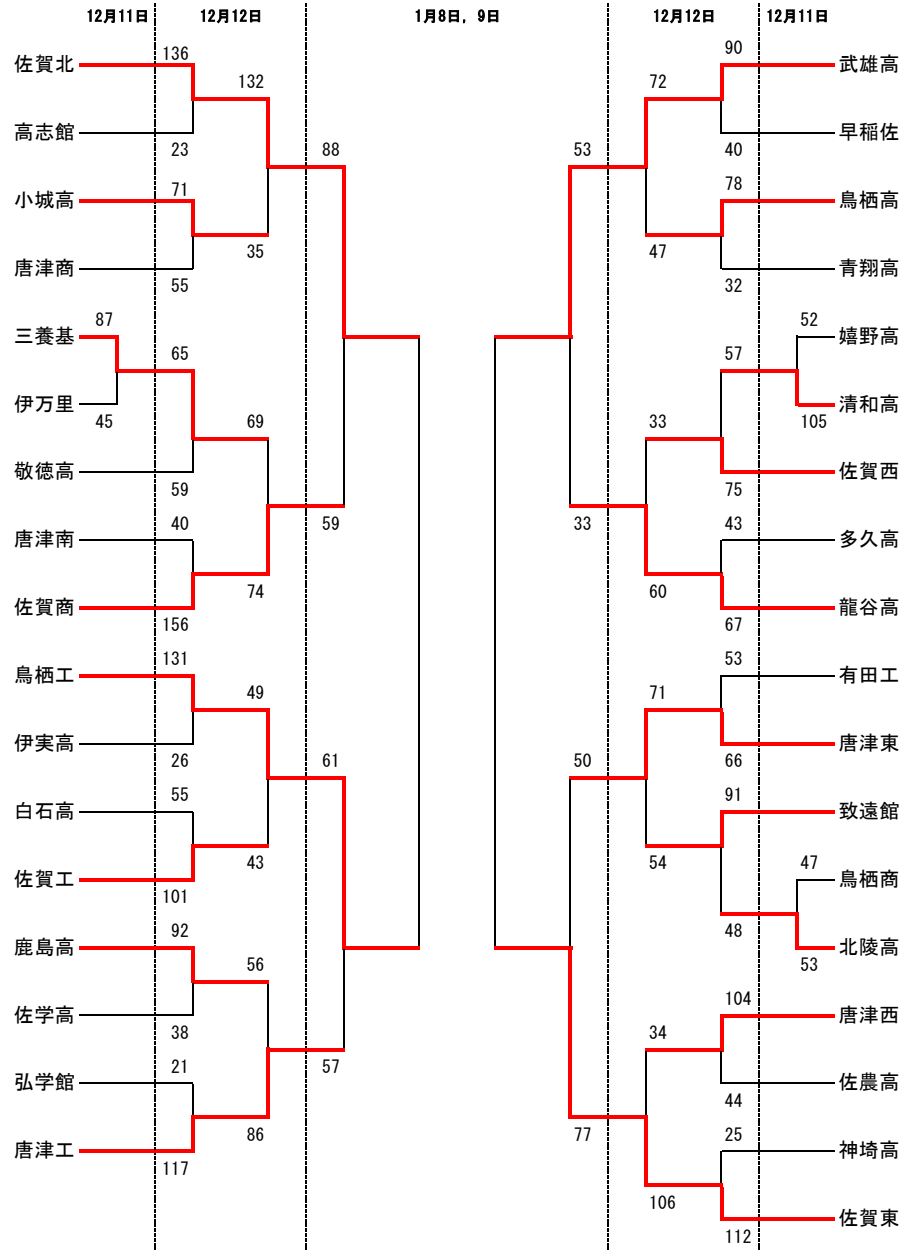 12月11日 12月12日 1月8日，9日 12月12日 12月11日
佐賀北 136 132 72 90 武雄高
高志館 23 88 53 40 早稲佐
小城高 71 78 鳥栖高
唐津商 55 35 47 32 青翔高
三養基 87 52 嬉野高
65 57
伊万里 45 105 清和高
69 33
敬徳高 59 75 佐賀西
唐津南 40 59 33 43 多久高
74 60
佐賀商 156 67 龍谷高
鳥栖工 131 53 有田工
49 71
伊実高 26 61 50 66 唐津東
白石高 55 91 致遠館
43 54
佐賀工 101 47 鳥栖商
鹿島高 92 48 53 北陵高
56 104
佐学高 38 34 唐津西
弘学館 21 57 44 佐農高
唐津工 117 86 77 25 神埼高
106 112 佐賀東